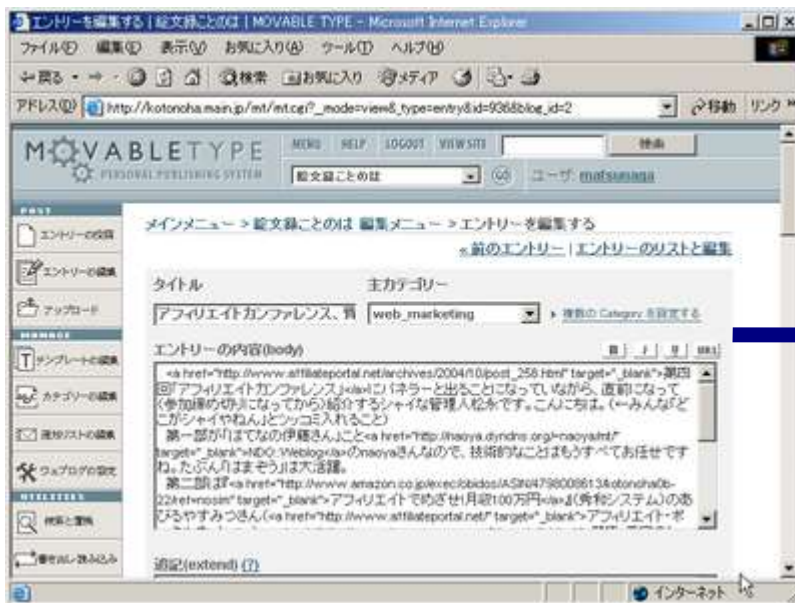 エントリーを編集する | 絵文録ことのは | MOVABLE TYPE - Microsoft Internet Explorer
ファイル(F) 編集(E) 表示(V) お気に入り(A) ツール(T) ヘルプ(H)
戻る 検索 お気に入り メディア
アドレス(D) http://kotonoha.main.jp/mt/mt.cgi?_mode=view&_type=entry&id=936&blog_id=2 移動 リンク
MOVABLE TYPE
PERSONAL PUBLISHING SYSTEM
MENU HELP LOGOUT VIEW SITE 検索
絵文録ことのは GO ユーザ: matsunaga
POST
エントリーの投稿
エントリーの編集
アップロード
MANAGE
テンプレートの編集
カテゴリーの編集
通知リストの編集
ウェブログの設定
UTILITIES
検索と置換
書き出し・読み込み
メインメニュー > 絵文録ことのは 編集メニュー > エントリーを編集する
«前のエントリー | エントリーのリストと編集
タイトル 主カテゴリー
アフィリエイトカンファレンス、 web_marketing 複数の Category を設定する
エントリーの内容(body) B I U URL
<a href="http://www.affiliateportal.net/archives/2004/10/post_258.html" target="_blank">第四
回「アフィリエイトカンファレンス」</a>にパネラーと出ることになっていながら、直前になって
(参加締め切りになってから)紹介するシャイな管理人松永です。こんにちは。(←みんな「ど
こがシャイやねん」とツッコミ入れること)
第一部が「はてなの伊藤さん」こと<a href="http://naoya.dyndns.org/~naoya/mt/"
target="_blank">NDO::Weblog</a>のnaoyaさんなので、技術的なことはもうすべてお任せです
ね。たぶん「はまぞう」は大活躍。
第二部は『<a href="http://www.amazon.co.jp/exec/obidos/ASIN/4798008613/kotonoha0b-
22/ref=nosim" target="_blank">アフィリエイトでめざせ!月収100万円</a>』(秀和システム)のあ
びるやすみつさん(<a href="http://www.affiliateportal.net/" target="_blank">アフィリエイト・ポ
追記(extend) (?)
インターネット